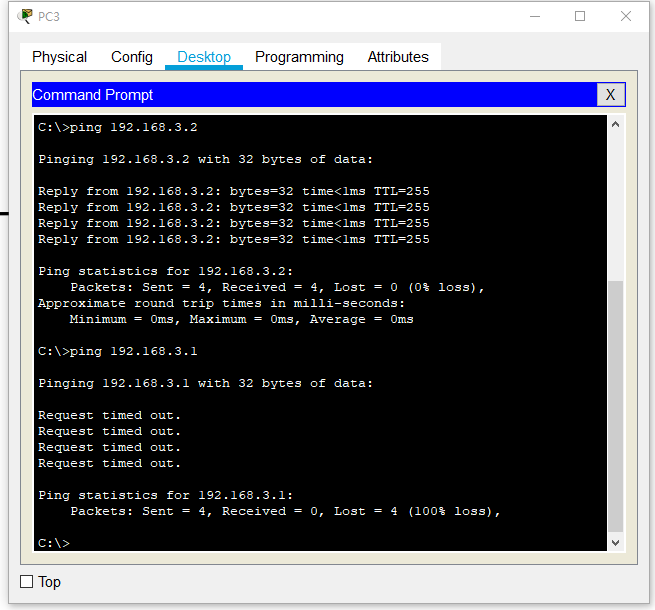 PC3
Physical Config Desktop Programming Attributes
Command Prompt X
C:\>ping 192.168.3.2
Pinging 192.168.3.2 with 32 bytes of data:
Reply from 192.168.3.2: bytes=32 time<1ms TTL=255
Reply from 192.168.3.2: bytes=32 time<1ms TTL=255
Reply from 192.168.3.2: bytes=32 time<1ms TTL=255
Reply from 192.168.3.2: bytes=32 time<1ms TTL=255
Ping statistics for 192.168.3.2:
Packets: Sent = 4, Received = 4, Lost = 0 (0% loss),
Approximate round trip times in milli-seconds:
Minimum = 0ms, Maximum = 0ms, Average = 0ms
C:\>ping 192.168.3.1
Pinging 192.168.3.1 with 32 bytes of data:
Request timed out.
Request timed out.
Request timed out.
Request timed out.
Ping statistics for 192.168.3.1:
Packets: Sent = 4, Received = 0, Lost = 4 (100% loss),
C:\>
Top